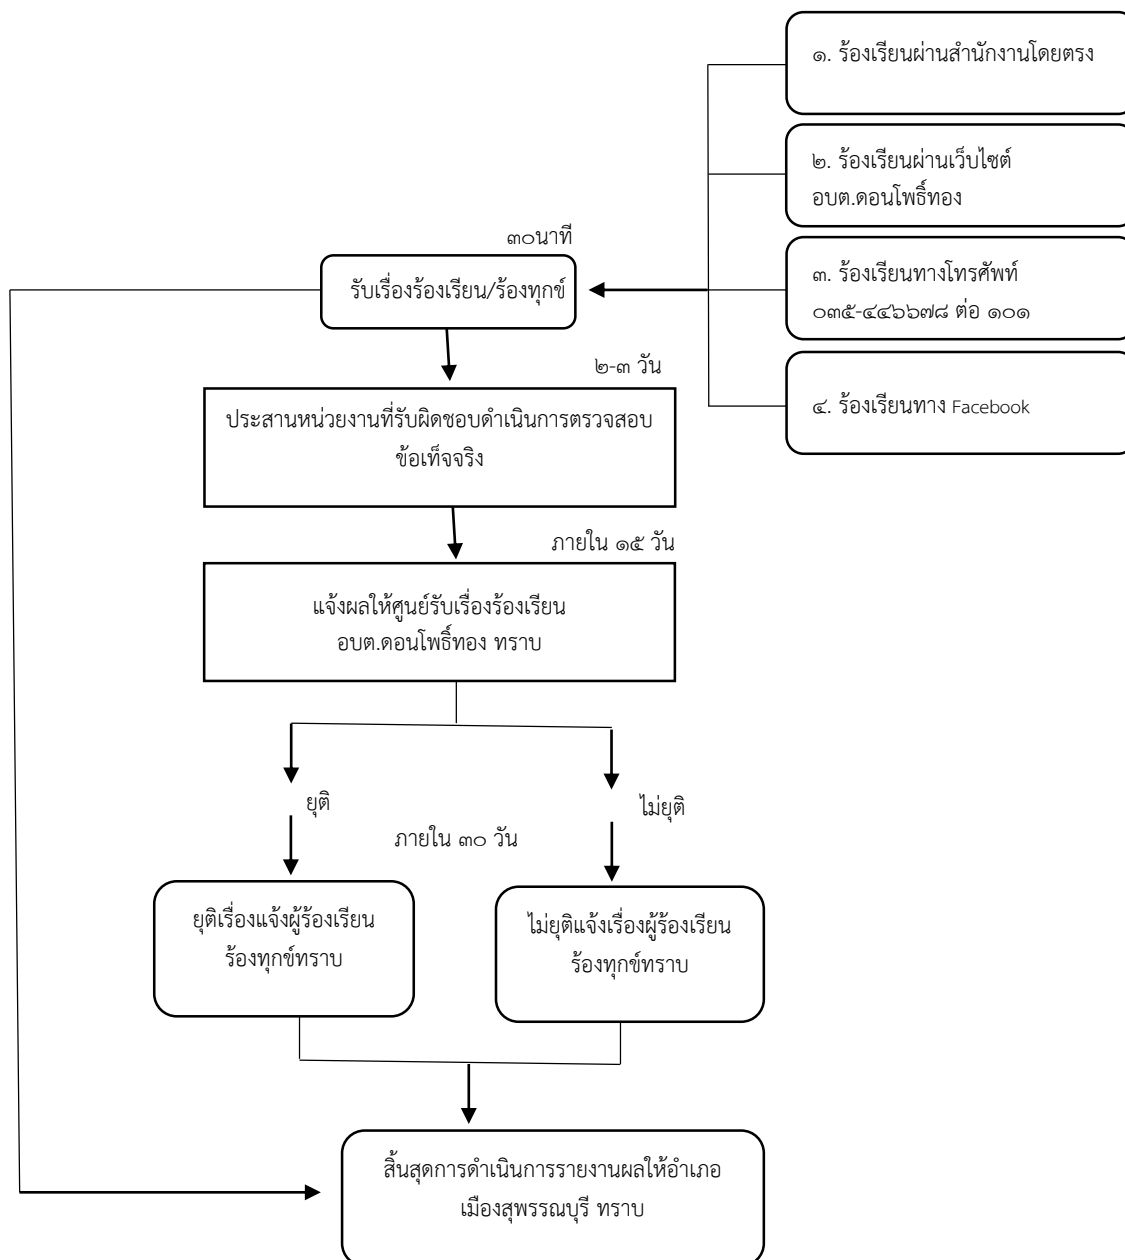 ๑. ร้องเรียนผ่านสำนักงานโดยตรง
๒. ร้องเรียนผ่านเว็บไซต์
อบต.ดอนโพธิ์ทอง
๓. ร้องเรียนทางโทรศัพท์
๐๓๕-๔๔๖๖๗๘ ต่อ ๑๐๑
๔. ร้องเรียนทาง Facebook
๓๐นาที
รับเรื่องร้องเรียน/ร้องทุกข์
๒-๓ วัน
ประสานหน่วยงานที่รับผิดชอบดำเนินการตรวจสอบ
ข้อเท็จจริง
ภายใน ๑๕ วัน
แจ้งผลให้ศูนย์รับเรื่องร้องเรียน
อบต.ดอนโพธิ์ทอง ทราบ
ยุติ
ไม่ยุติ
ภายใน ๓๐ วัน
ยุติเรื่องแจ้งผู้ร้องเรียน
ร้องทุกข์ทราบ
ไม่ยุติแจ้งเรื่องผู้ร้องเรียน
ร้องทุกข์ทราบ
สิ้นสุดการดำเนินการรายงานผลให้อำเภอ
เมืองสุพรรณบุรี ทราบ